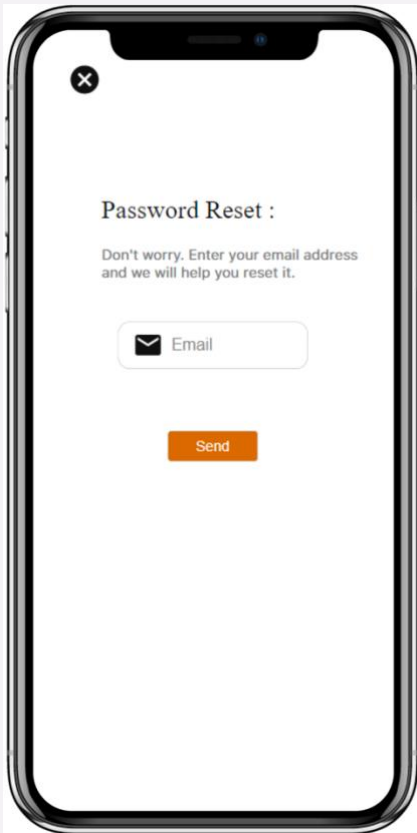 Password Reset :
Don't worry. Enter your email address
and we will help you reset it.
Email
Send